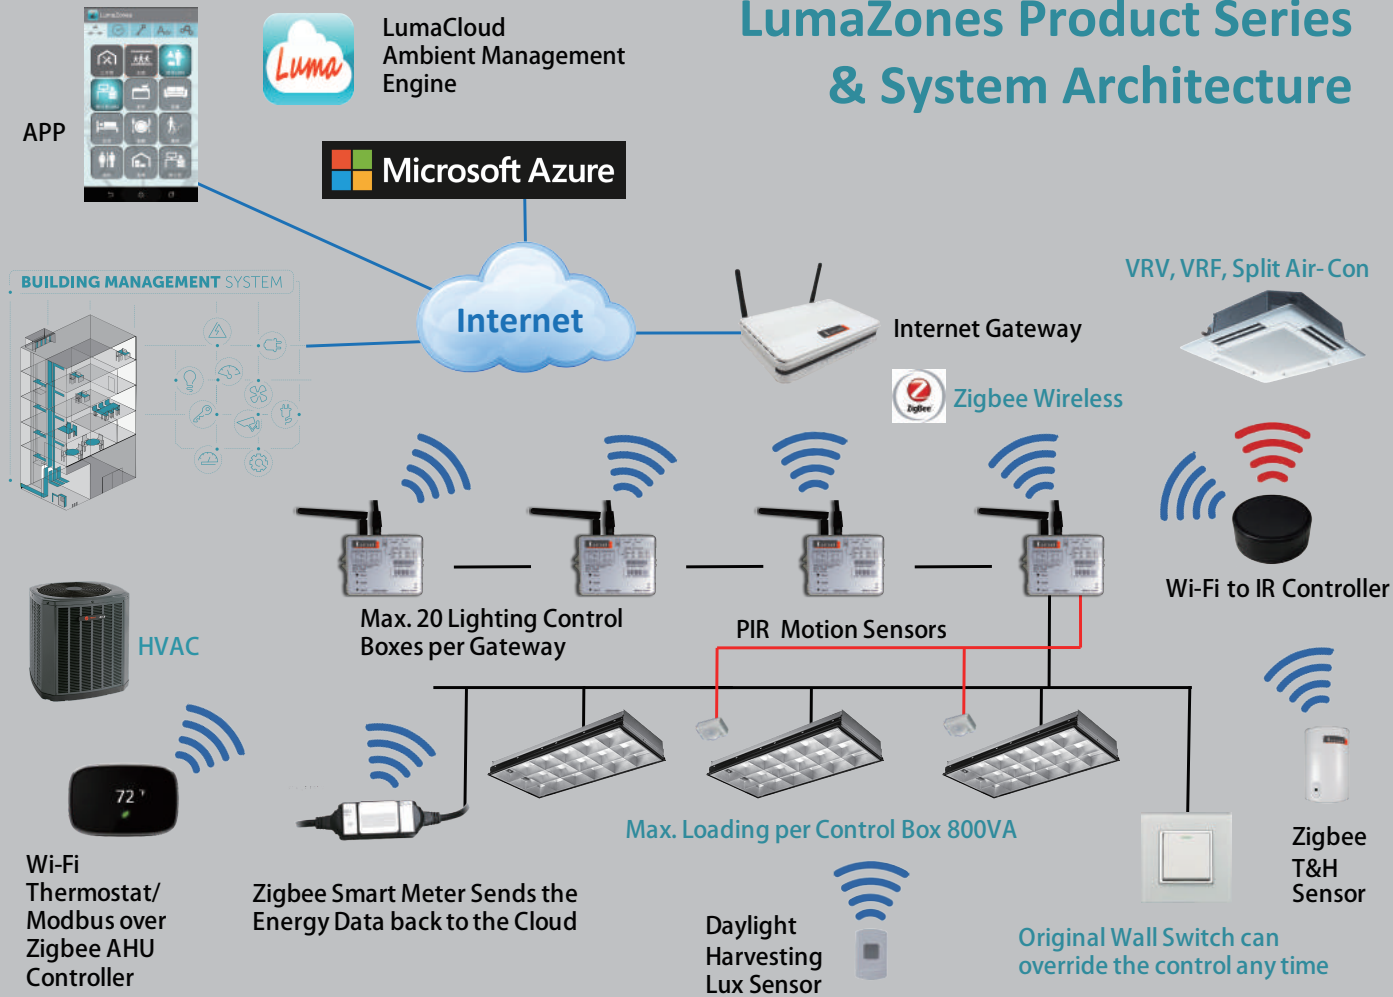 LumaZones Product Series
& System Architecture
LumaZones
APP
Luma
LumaCloud
Ambient Management
Engine
Microsoft Azure
Internet
BUILDING MANAGEMENT SYSTEM
Internet Gateway
VRV, VRF, Split Air-Con
ZigBee
Zigbee Wireless
Max. 20 Lighting Control
Boxes per Gateway
PIR Motion Sensors
Wi-Fi to IR Controller
HVAC
72
Wi-Fi
Thermostat/
Modbus over
Zigbee AHU
Controller
Zigbee Smart Meter Sends the
Energy Data back to the Cloud
Max. Loading per Control Box 800VA
Daylight
Harvesting
Lux Sensor
Original Wall Switch can
override the control any time
Zigbee
T&H
Sensor